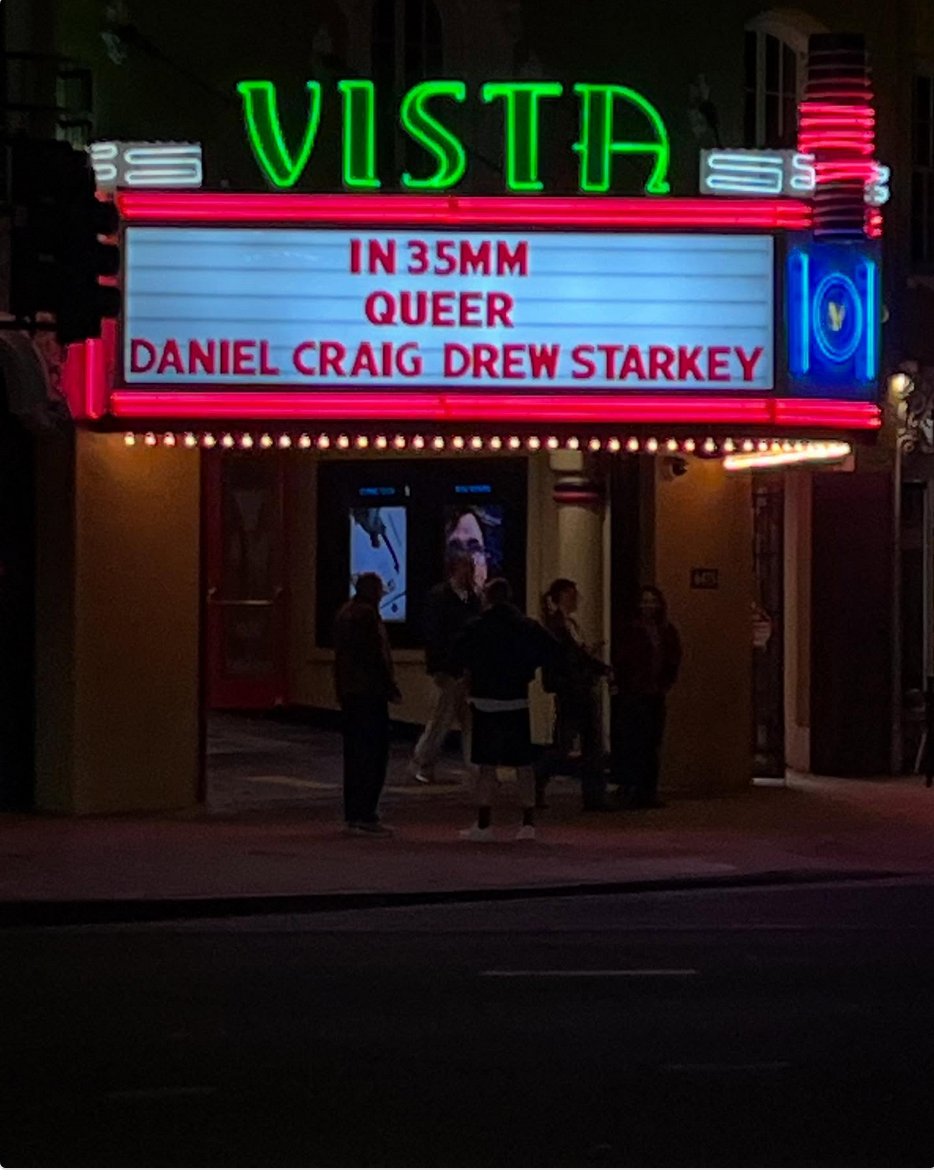 VISTA
IN 35MM
QUEER
DANIEL CRAIG DREW STARKEY